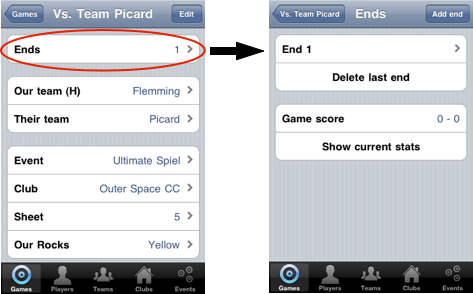 Games Vs. Team Picard Edit
Ends 1
Our team (H) Flemming
Their team Picard
Event Ultimate Spiel
Club Outer Space CC
Sheet 5
Our Rocks Yellow
Games Players Teams Clubs Events
Vs. Team Picard Ends Add end
End 1
Delete last end
Game score 0 - 0
Show current stats
Games Players Teams Clubs Events